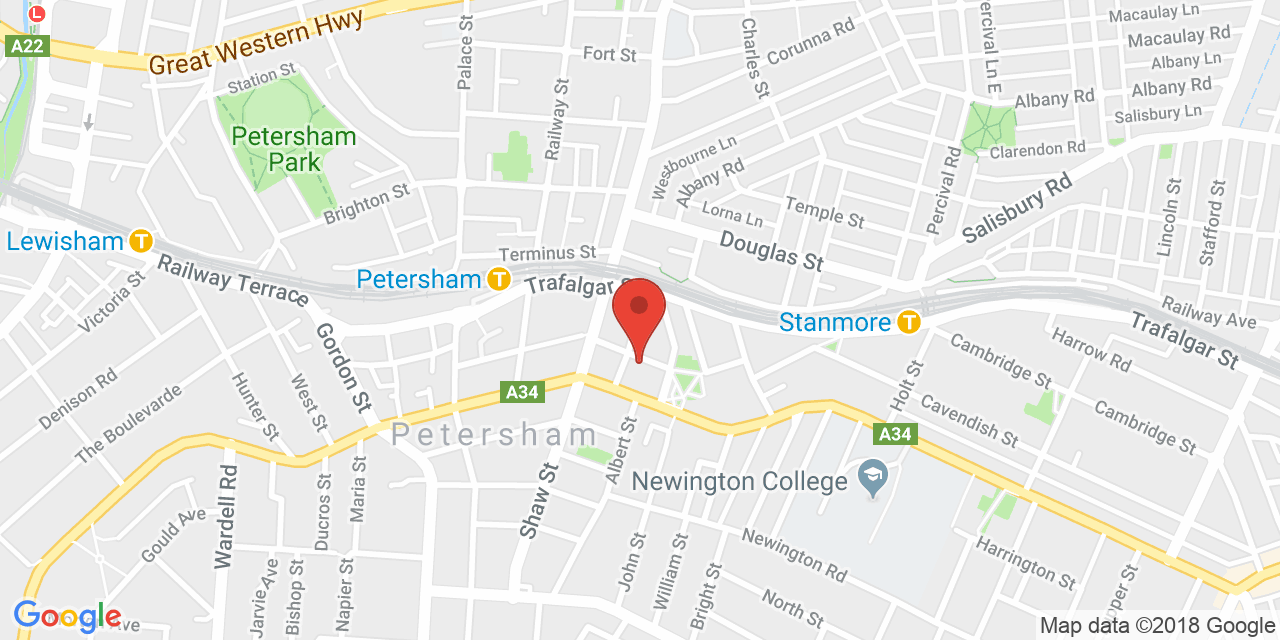 L
A22
Great Western Hwy
Station St
Palace St
Fort St
Railway St
Charles St
Corunna Rd
Percival Ln E
Macaulay Ln
Macaulay Rd
Albany Ln
Albany Rd
Albany Rd
Salisbury Ln
Clarendon Rd
Petersham
Park
Brighton St
Westbourne Ln
Albany Rd
Lorna Ln
Temple St
Percival Rd
Salisbury Rd
Lincoln St
Stafford St
Douglas St
Lewisham T
Railway Terrace
Victoria St
Terminus St
Petersham T
Trafalgar
Stanmore T
Railway Ave
Trafalgar St
Harrow Rd
Cambridge St
Cambridge St
Cavendish St
Holt St
Gordon St
Denison Rd
The Boulevarde
Hunter St
West St
A34
A34
Petersham
Albert St
Shaw St
Newington College
Wardell Rd
Ducros St
Maria St
Gould Ave
Jarvie Ave
Bishop St
Napier St
John St
William St
Bright St
Newington Rd
North St
Harrington St
oper St
Google
Ave
Map data ©2018 Google